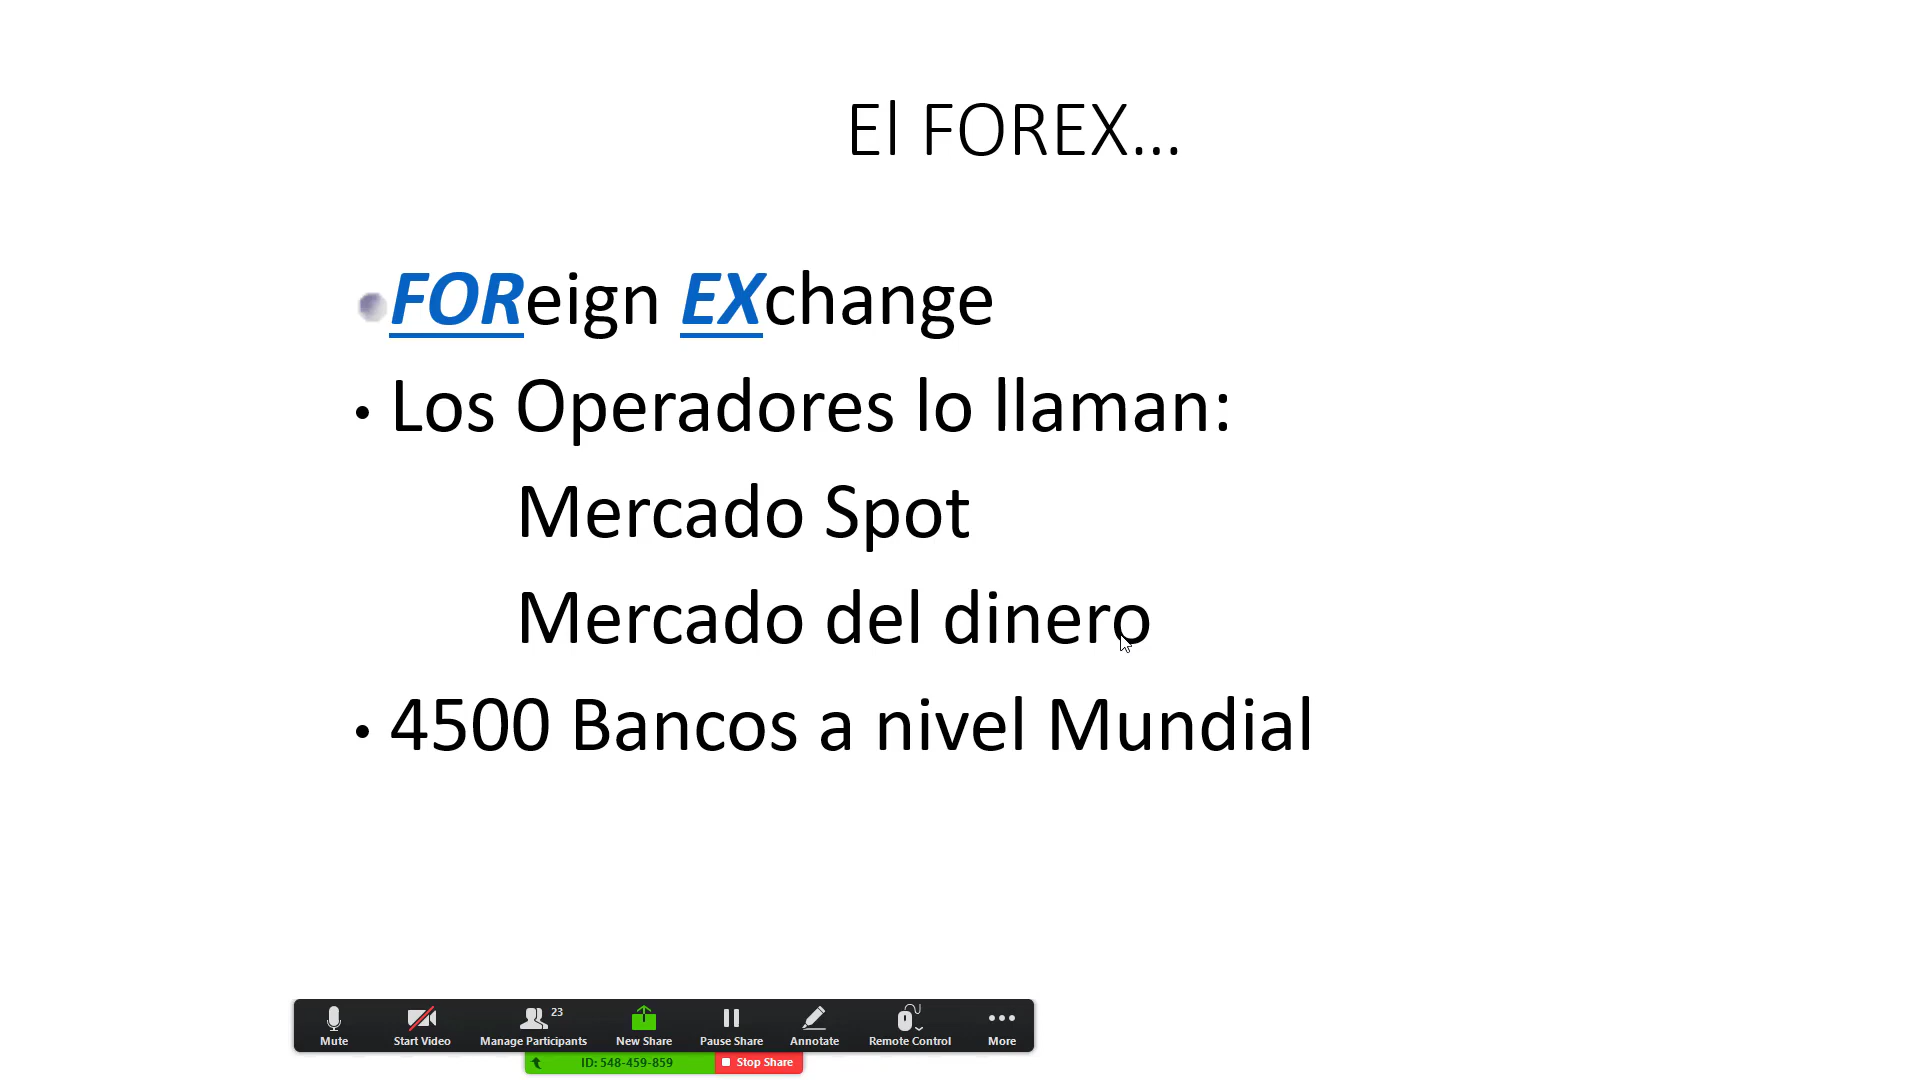 El FOREX...
FOReign EXchange
• Los Operadores lo llaman:
Mercado Spot
Mercado del dinero
• 4500 Bancos a nivel Mundial
Mute Start Video Manage Participants 23 New Share Pause Share Annotate Remote Control More
ID: 548-459-859 Stop Share